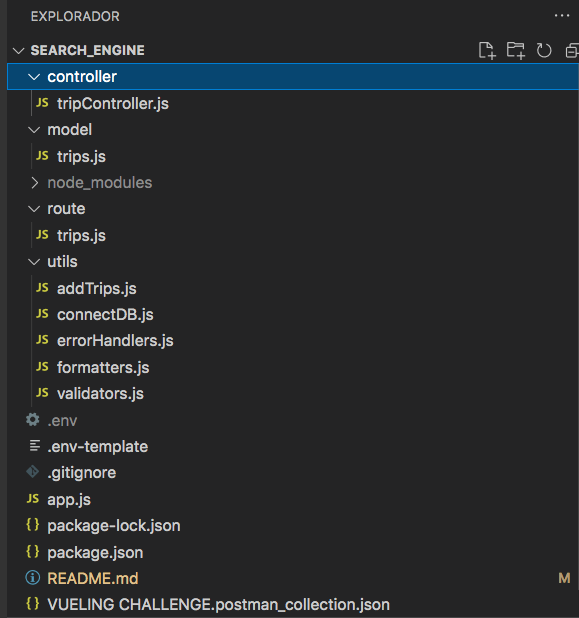 EXPLORADOR
SEARCH_ENGINE
controller
JS tripController.js
model
JS trips.js
node_modules
route
JS trips.js
utils
JS addTrips.js
JS connectDB.js
JS errorHandlers.js
JS formatters.js
JS validators.js
.env
.env-template
.gitignore
JS app.js
{} package-lock.json
{} package.json
README.md M
{} VUELING CHALLENGE.postman_collection.json